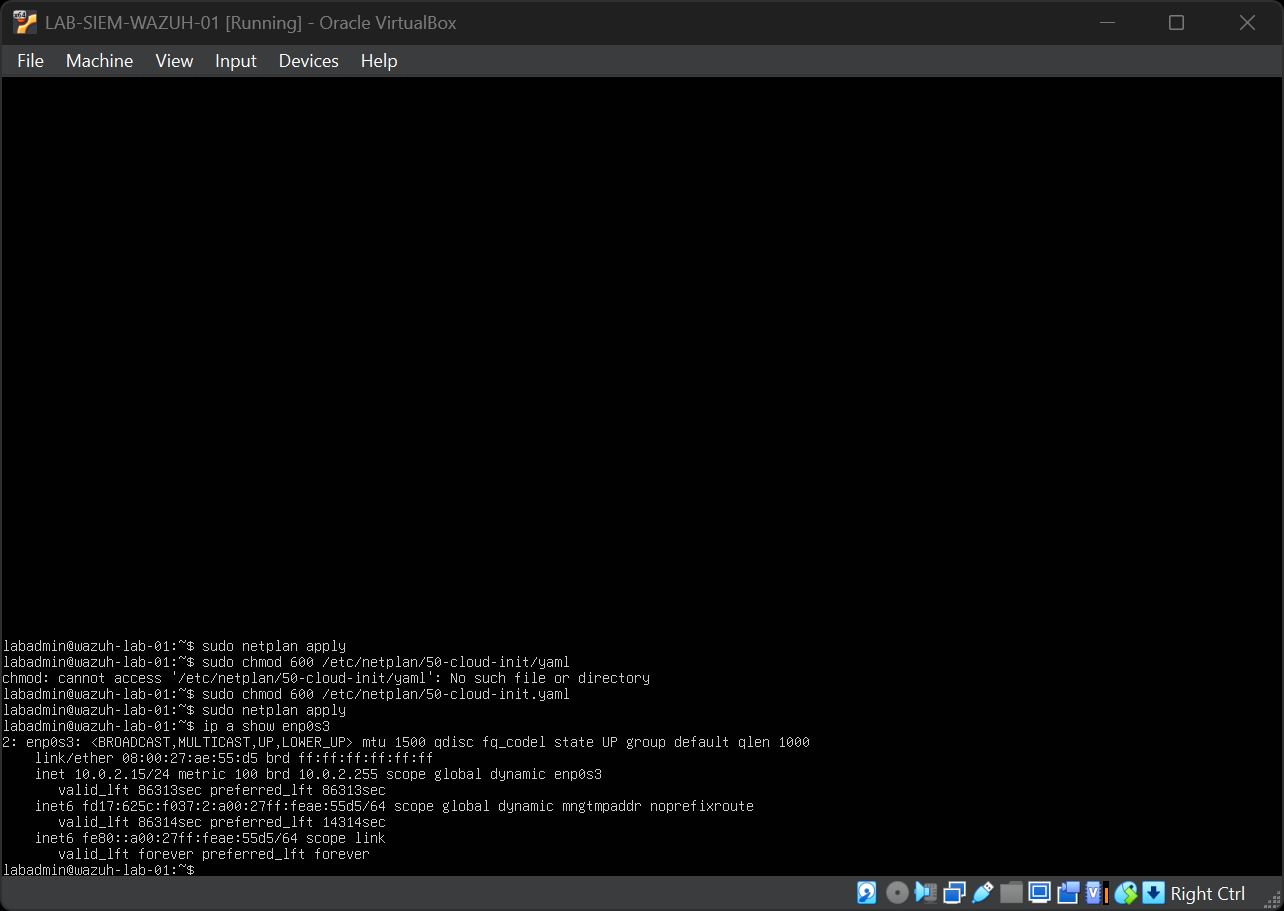 LAB-SIEM-WAZUH-01 [Running] - Oracle VirtualBox
File Machine View Input Devices Help
labadmin@wazuh-lab-01:~$ sudo netplan apply
labadmin@wazuh-lab-01:~$ sudo chmod 600 /etc/netplan/50-cloud-init/yaml
chmod: cannot access '/etc/netplan/50-cloud-init/yaml': No such file or directory
labadmin@wazuh-lab-01:~$ sudo chmod 600 /etc/netplan/50-cloud-init.yaml
labadmin@wazuh-lab-01:~$ sudo netplan apply
labadmin@wazuh-lab-01:~$ ip a show enp0s3
2: enp0s3: <BROADCAST,MULTICAST,UP,LOWER_UP> mtu 1500 qdisc fq_codel state UP group default qlen 1000
    link/ether 08:00:27:ae:55:d5 brd ff:ff:ff:ff:ff:ff
    inet 10.0.2.15/24 metric 100 brd 10.0.2.255 scope global dynamic enp0s3
       valid_lft 86313sec preferred_lft 86313sec
    inet6 fd17:625c:f037:2:a00:27ff:feae:55d5/64 scope global dynamic mngtmpaddr noprefixroute
       valid_lft 86314sec preferred_lft 14314sec
    inet6 fe80::a00:27ff:feae:55d5/64 scope link
       valid_lft forever preferred_lft forever
labadmin@wazuh-lab-01:~$
Right Ctrl